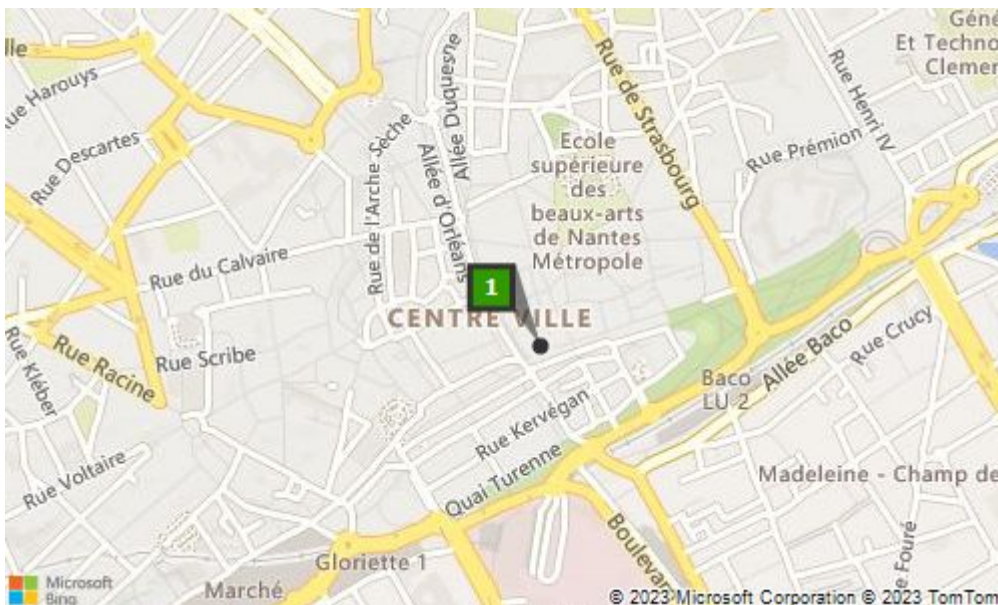 Géné
Et Techno
Clemen
lle
Rue Harouys
Rue Descartes
Allée Duquesne
Rue de Strasbourg
Rue Henri IV
Rue Prémion
Ecole
supérieure
des
beaux-arts
de Nantes
Métropole
Rue de l'Arche Sèche
Allée d'Orléans
Rue du Calvaire
1
CENTRE VILLE
Rue Kléber
Rue Racine
Rue Scribe
Allée Baco
Rue Crucy
Baco
LU 2
Rue Kervégan
Rue Voltaire
Quai Turenne
Madeleine - Champ de
Boulevar
e Fouré
Gloriette 1
Marché
Microsoft
Bing
© 2023 Microsoft Corporation © 2023 TomTom